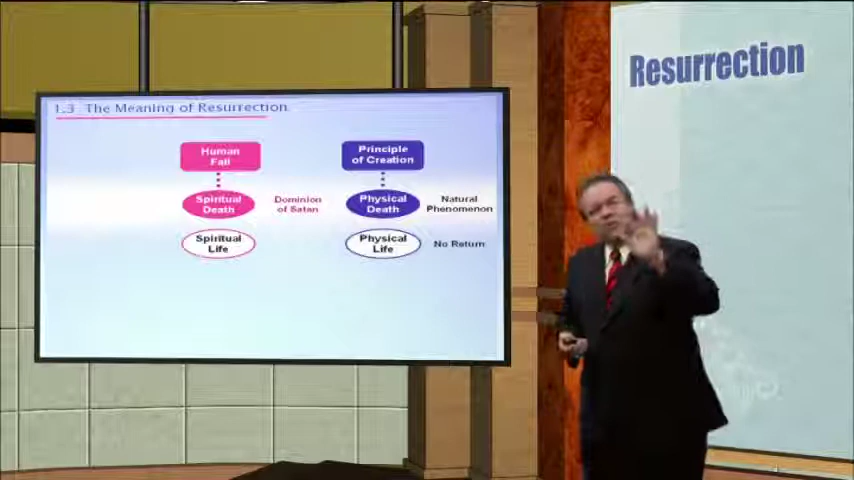 Resurrection
1.3 The Meaning of Resurrection
Human
Fall
Principle
of Creation
Spiritual
Death
Dominion
of Satan
Physical
Death
Natural
Phenomenon
Spiritual
Life
Physical
Life
No Return